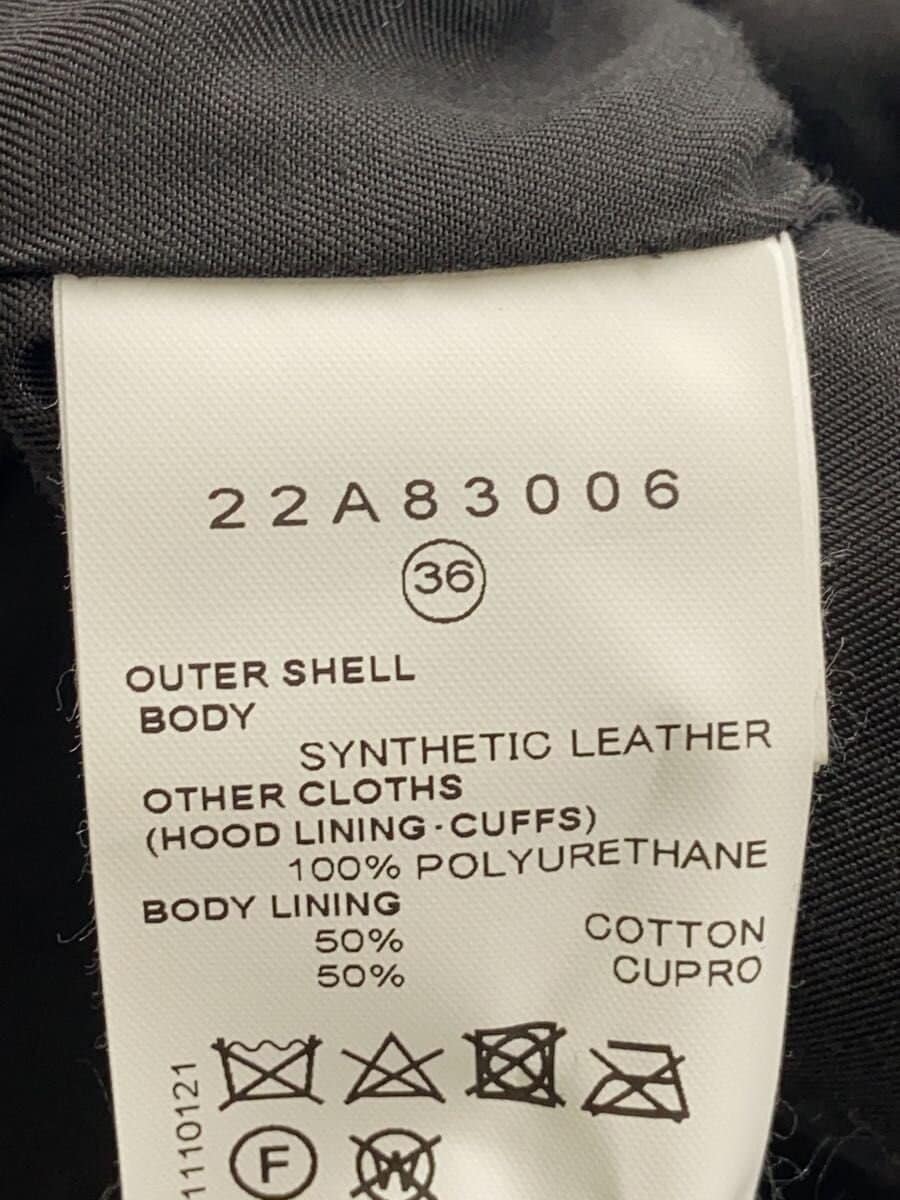 22A83006
36
OUTER SHELL
BODY
SYNTHETIC LEATHER
OTHER CLOTHS
(HOOD LINING·CUFFS)
100% POLYURETHANE
BODY LINING
50% COTTON
50% CUPRO
1110121
F
W